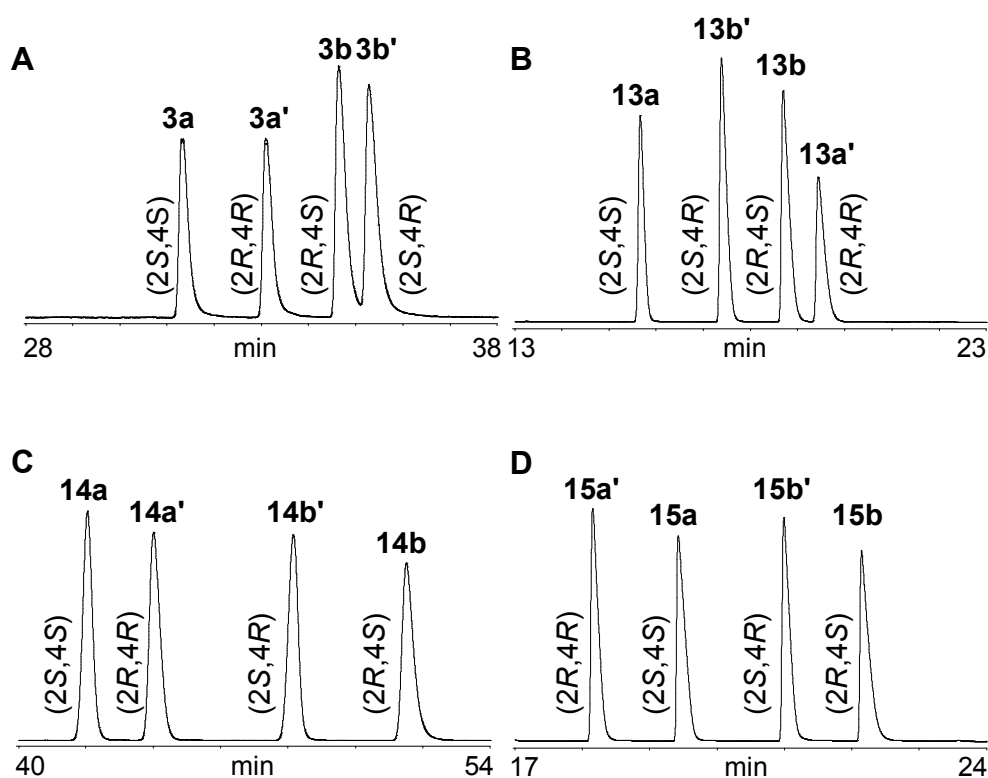 A
3a
3a'
3b 3b'
(2S,4S)
(2R,4R)
(2R,4S)
(2S,4R)
28
min
38
B
13a
13b'
13b
13a'
(2S,4S)
(2S,4R)
(2R,4S)
(2R,4R)
13
min
23
C
14a
14a'
14b'
14b
(2S,4S)
(2R,4R)
(2S,4R)
(2R,4S)
40
min
54
D
15a'
15a
15b'
15b
(2R,4R)
(2S,4S)
(2S,4R)
(2R,4S)
17
min
24